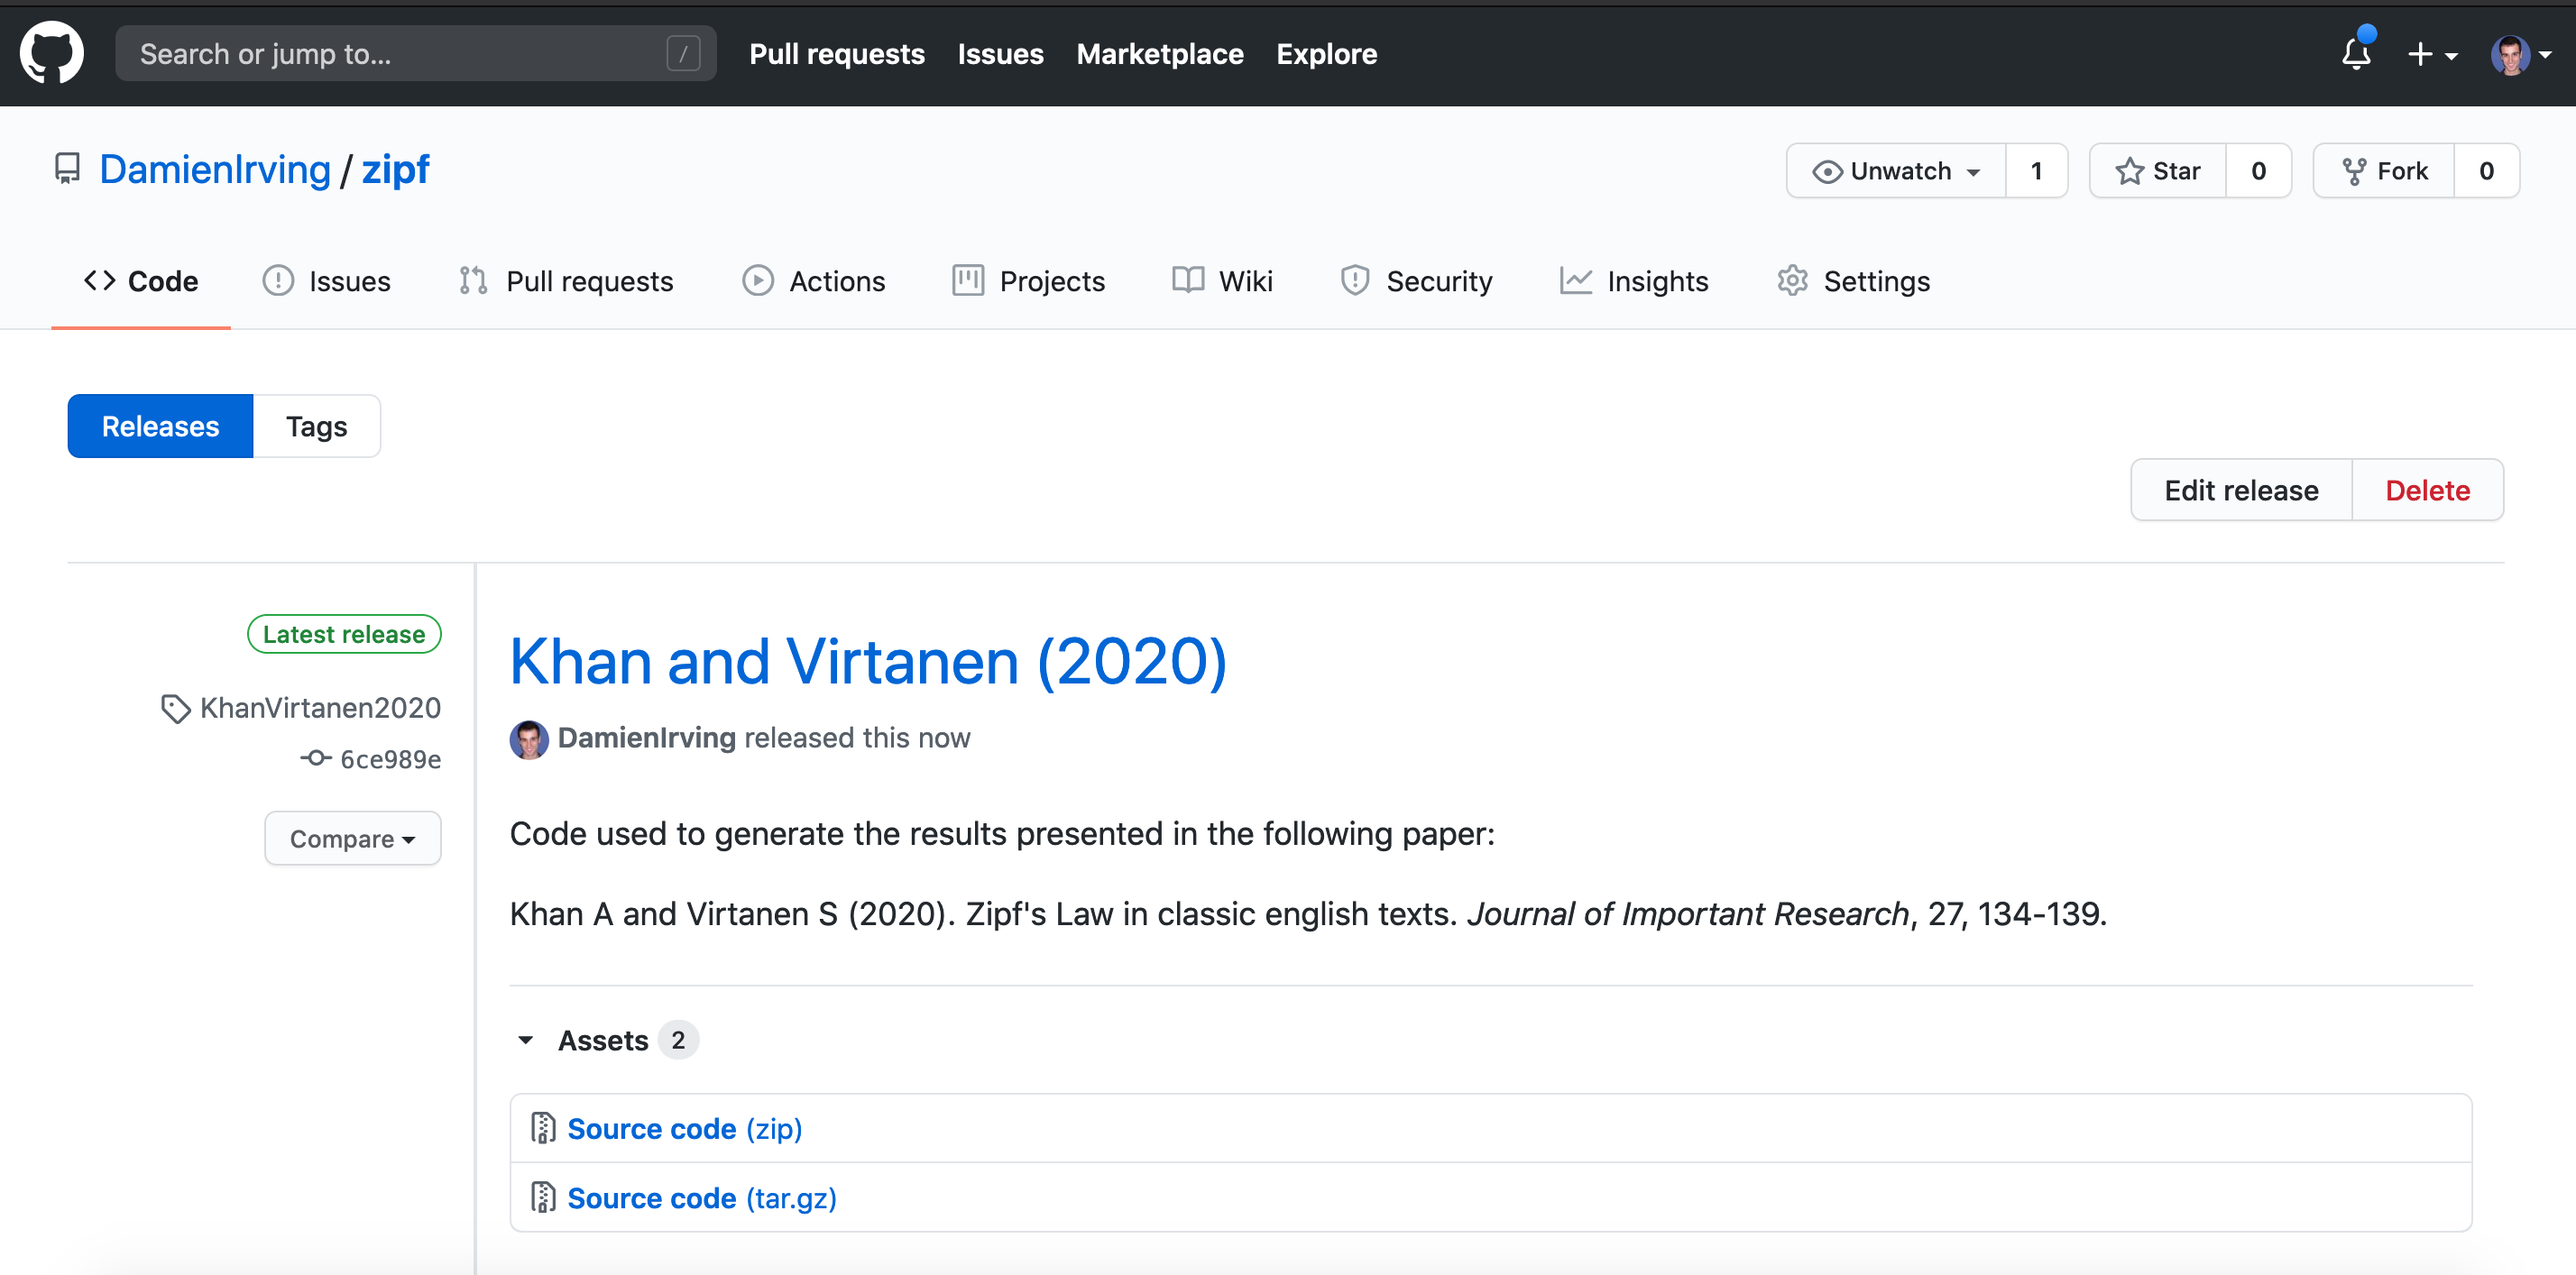 Search or jump to... / Pull requests Issues Marketplace Explore
DamienIrving / zipf Unwatch 1 Star 0 Fork 0
Code Issues Pull requests Actions Projects Wiki Security Insights Settings
Releases Tags
Edit release Delete
Latest release
KhanVirtanen2020
6ce989e
Compare
Khan and Virtanen (2020)
DamienIrving released this now
Code used to generate the results presented in the following paper:
Khan A and Virtanen S (2020). Zipf's Law in classic english texts. Journal of Important Research, 27, 134-139.
Assets 2
Source code (zip)
Source code (tar.gz)